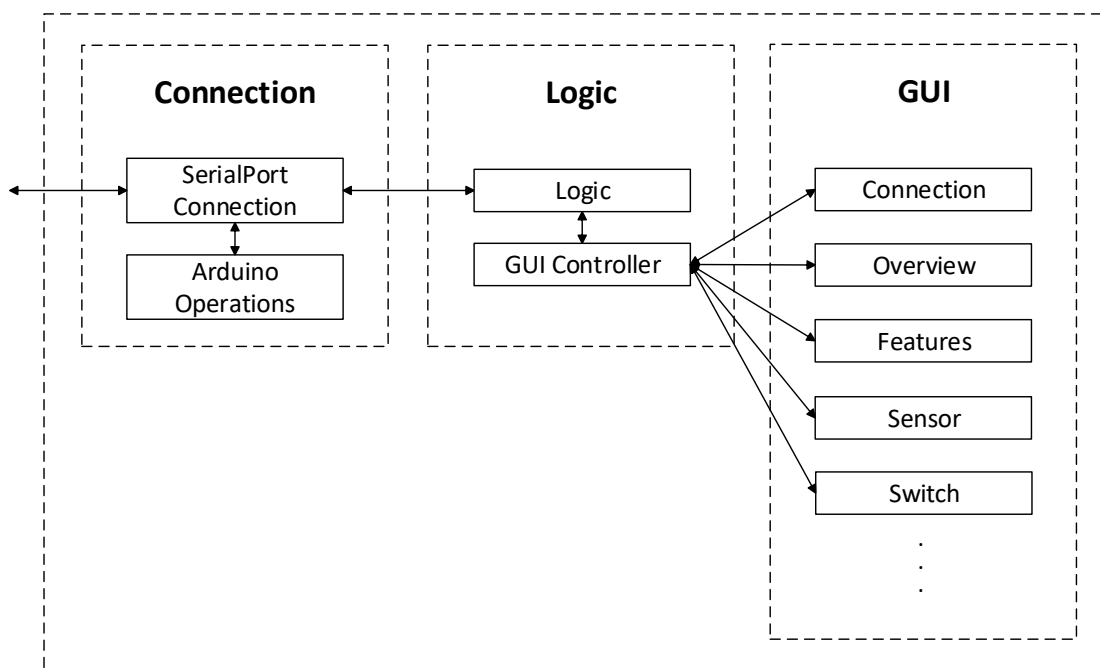 Connection
SerialPort
Connection
Arduino
Operations
Logic
Logic
GUI Controller
GUI
Connection
Overview
Features
Sensor
Switch
.
.
.